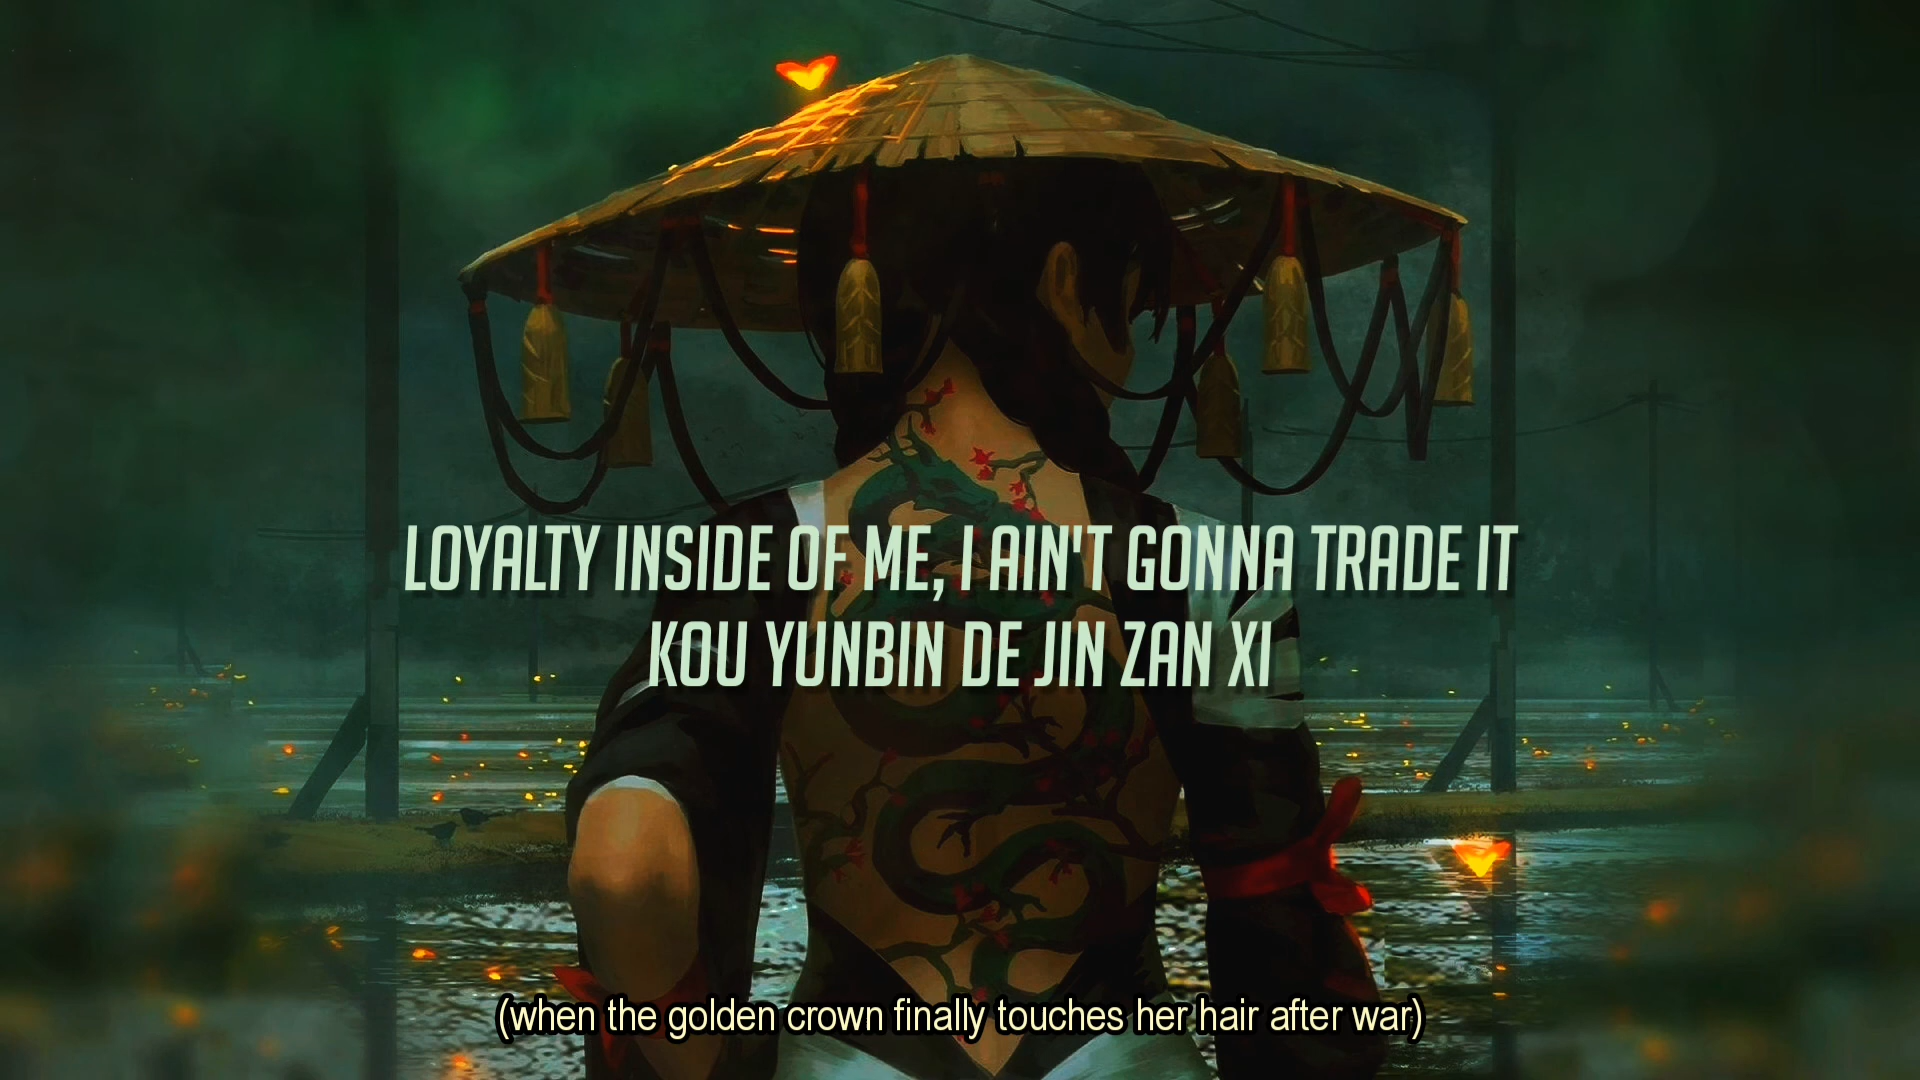 LOYALTY INSIDE OF ME, I AIN'T GONNA TRADE IT
KOU YUNBIN DE JIN ZAN XI
(when the golden crown finally touches her hair after war)